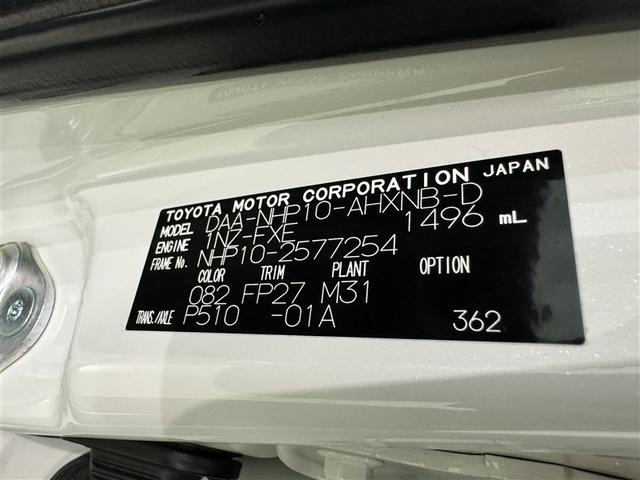 TOYOTA MOTOR CORPORATION JAPAN
MODEL DAA-NHP10-AHXNB-D
ENGINE 1NZ-FXE 1496 mL
FRAME No. NHP10-2577254
COLOR TRIM PLANT OPTION
082 FP27 M31
TRANS./AXLE P510 -01A 362